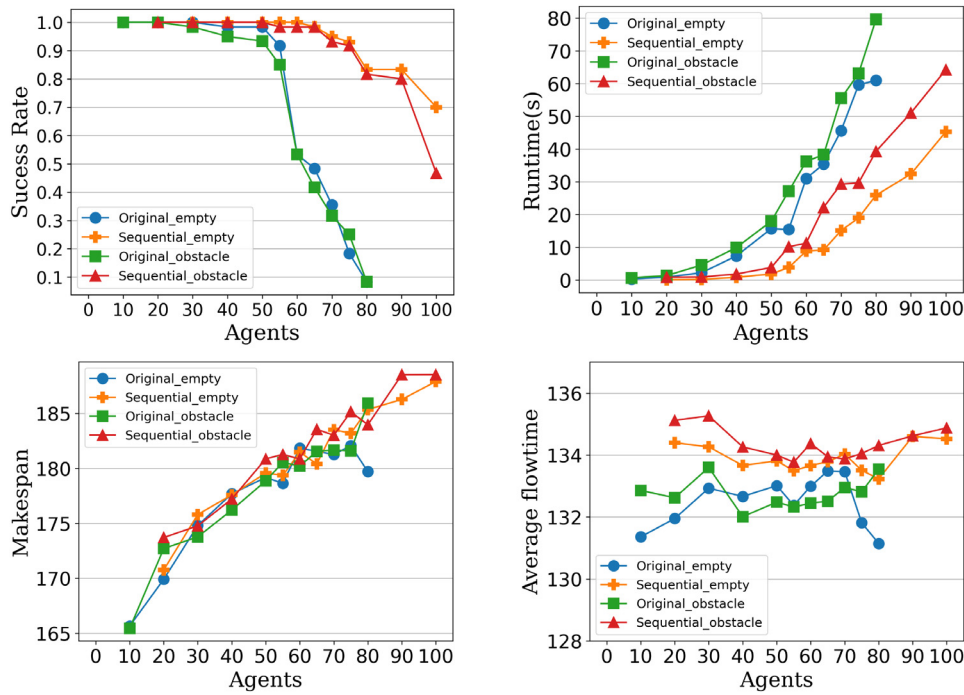 Sucess Rate
1.0
0.9
0.8
0.7
0.6
0.5
0.4
0.3
0.2
0.1
Original_empty
Sequential_empty
Original_obstacle
Sequential_obstacle
0 10 20 30 40 50 60 70 80 90 100
Agents
Runtime(s)
80
70
60
50
40
30
20
10
0
Original_empty
Sequential_empty
Original_obstacle
Sequential_obstacle
0 10 20 30 40 50 60 70 80 90 100
Agents
Makespan
185
180
175
170
165
Original_empty
Sequential_empty
Original_obstacle
Sequential_obstacle
0 10 20 30 40 50 60 70 80 90 100
Agents
Average flowtime
136
134
132
130
128
Original_empty
Sequential_empty
Original_obstacle
Sequential_obstacle
0 10 20 30 40 50 60 70 80 90 100
Agents